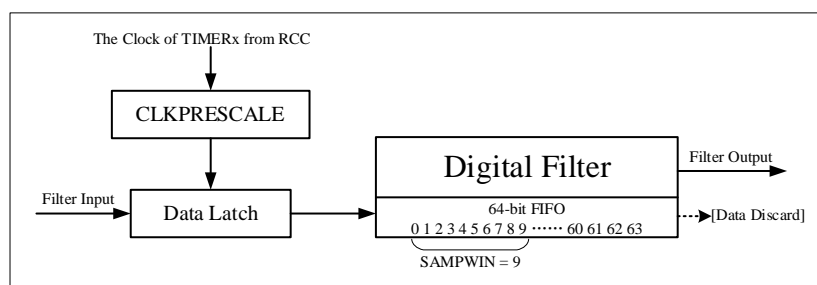 The Clock of TIMERx from RCC
CLKPRESCALE
Digital Filter
Filter Output
Filter Input
Data Latch
64-bit FIFO
0 1 2 3 4 5 6 7 8 9 ······ 60 61 62 63
[Data Discard]
SAMPWIN = 9